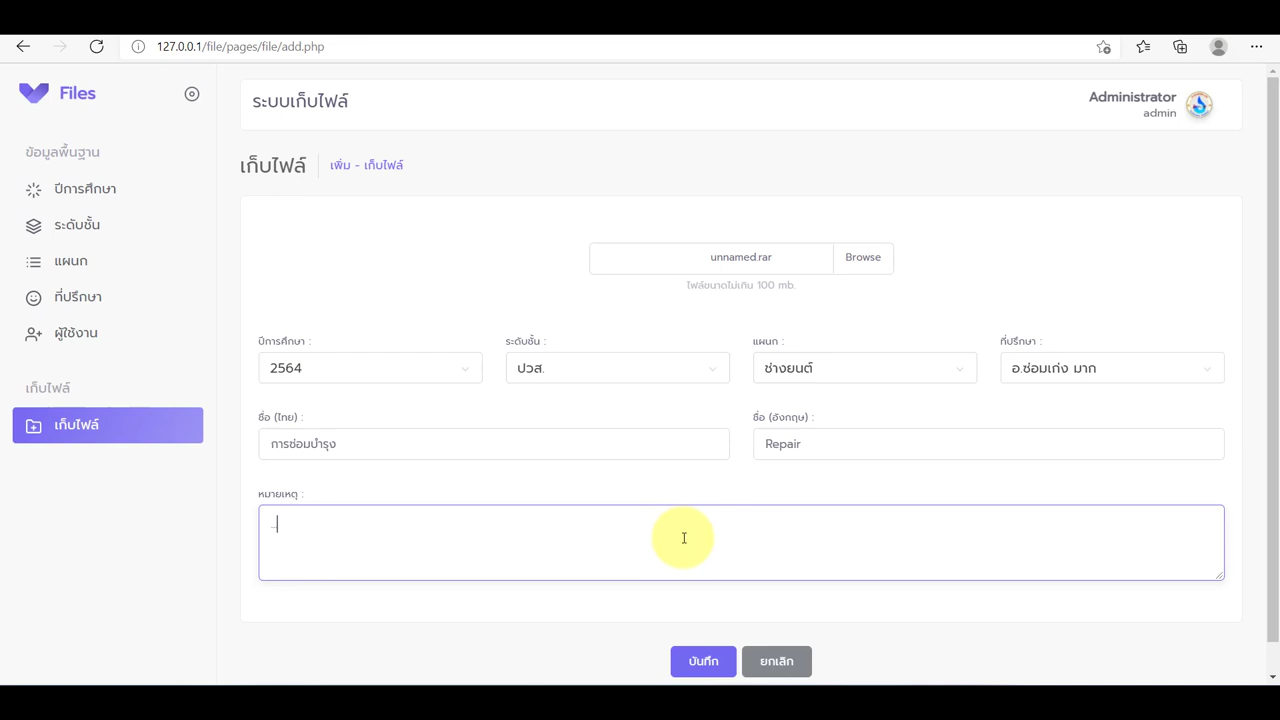 127.0.0.1/file/pages/file/add.php
Files
ระบบเก็บไฟล์
Administrator
admin
ข้อมูลพื้นฐาน
ปีการศึกษา
ระดับชั้น
แผนก
ที่ปรึกษา
ผู้ใช้งาน
เก็บไฟล์
เก็บไฟล์
เก็บไฟล์
เพิ่ม - เก็บไฟล์
unnamed.rar
Browse
ไฟล์ขนาดไม่เกิน 100 mb.
ปีการศึกษา :
ระดับชั้น :
แผนก :
ที่ปรึกษา :
2564
ปวส.
ช่างยนต์
อ.ซ่อมเก่ง มาก
ชื่อ (ไทย) :
ชื่อ (อังกฤษ) :
การซ่อมบำรุง
Repair
หมายเหตุ :
บันทึก
ยกเลิก